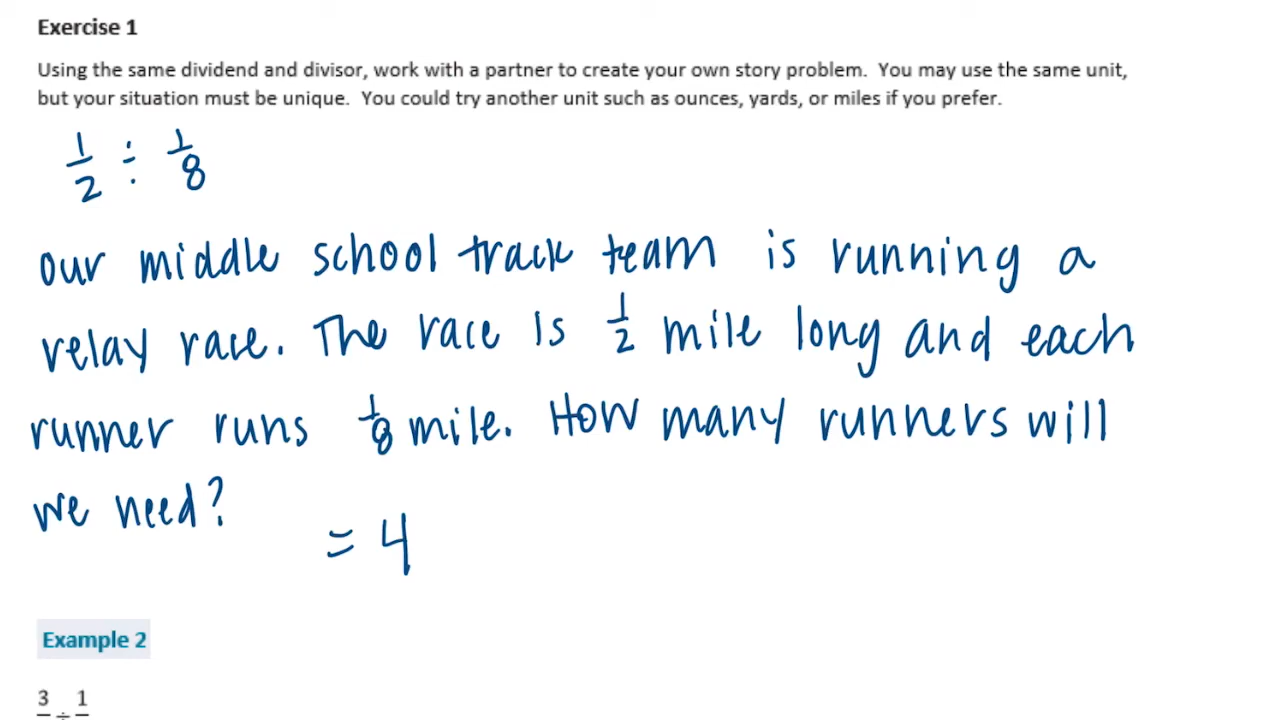 Exercise 1
Using the same dividend and divisor, work with a partner to create your own story problem. You may use the same unit,
but your situation must be unique. You could try another unit such as ounces, yards, or miles if you prefer.
1/2 ÷ 1/8
our middle school track team is running a
relay race. The race is 1/2 mile long and each
runner runs 1/8 mile. How many runners will
we need?
= 4
Example 2
3 ÷ 1